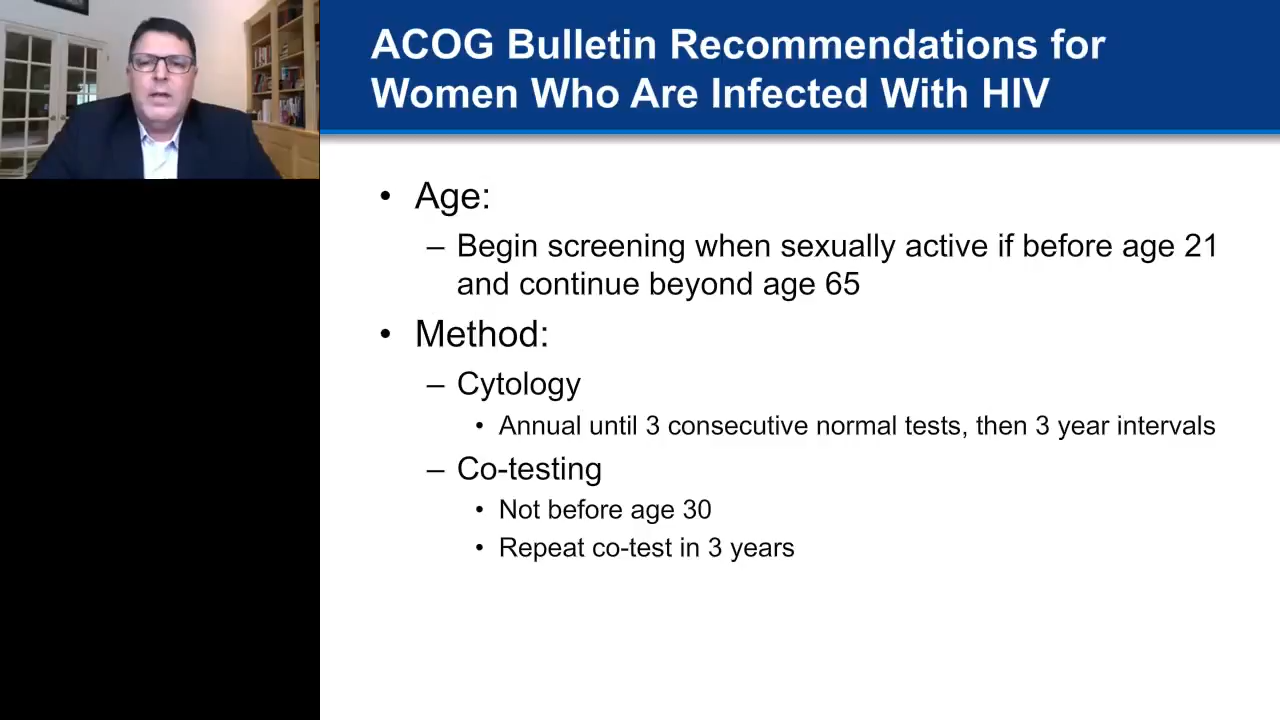 ACOG Bulletin Recommendations for
Women Who Are Infected With HIV
• Age:
– Begin screening when sexually active if before age 21
and continue beyond age 65
• Method:
– Cytology
• Annual until 3 consecutive normal tests, then 3 year intervals
– Co-testing
• Not before age 30
• Repeat co-test in 3 years